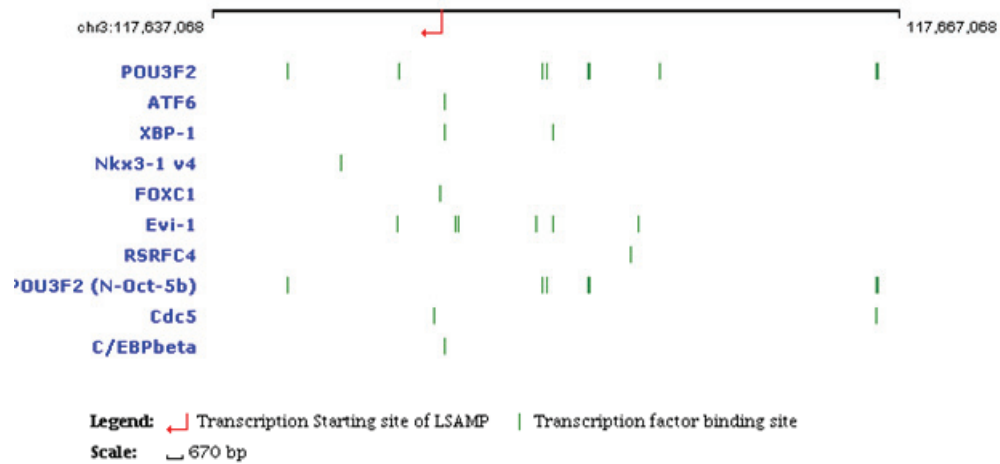 chr3:117,637,068 117,667,068
POU3F2
ATF6
XBP-1
Nkx3-1 v4
FOXC1
Evi-1
RSRFC4
POU3F2 (N-Oct-5b)
Cdc5
C/EBPbeta
Legend: Transcription Starting site of LSAMP Transcription factor binding site
Scale: 670 bp